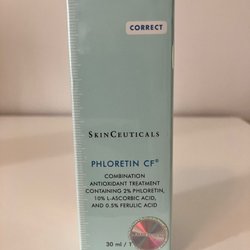 CORRECT
SKINCEUTICALS
PHLORETIN CF®
COMBINATION
ANTIOXIDANT TREATMENT
CONTAINING 2% PHLORETIN,
10% L-ASCORBIC ACID,
AND 0.5% FERULIC ACID
30 ml / 1